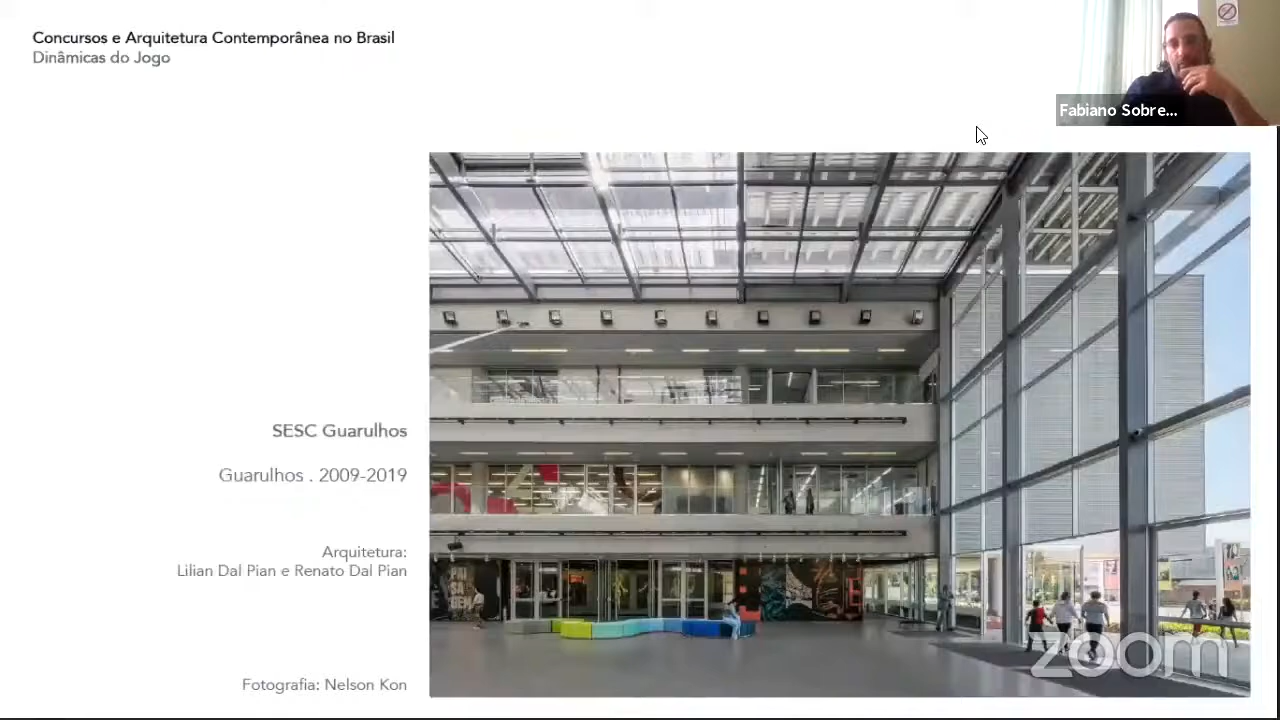 Concursos e Arquitetura Contemporânea no Brasil
Dinâmicas do Jogo
Fabiano Sobre...
SESC Guarulhos
Guarulhos . 2009-2019
Arquitetura:
Lilian Dal Pian e Renato Dal Pian
Fotografia: Nelson Kon
zoom